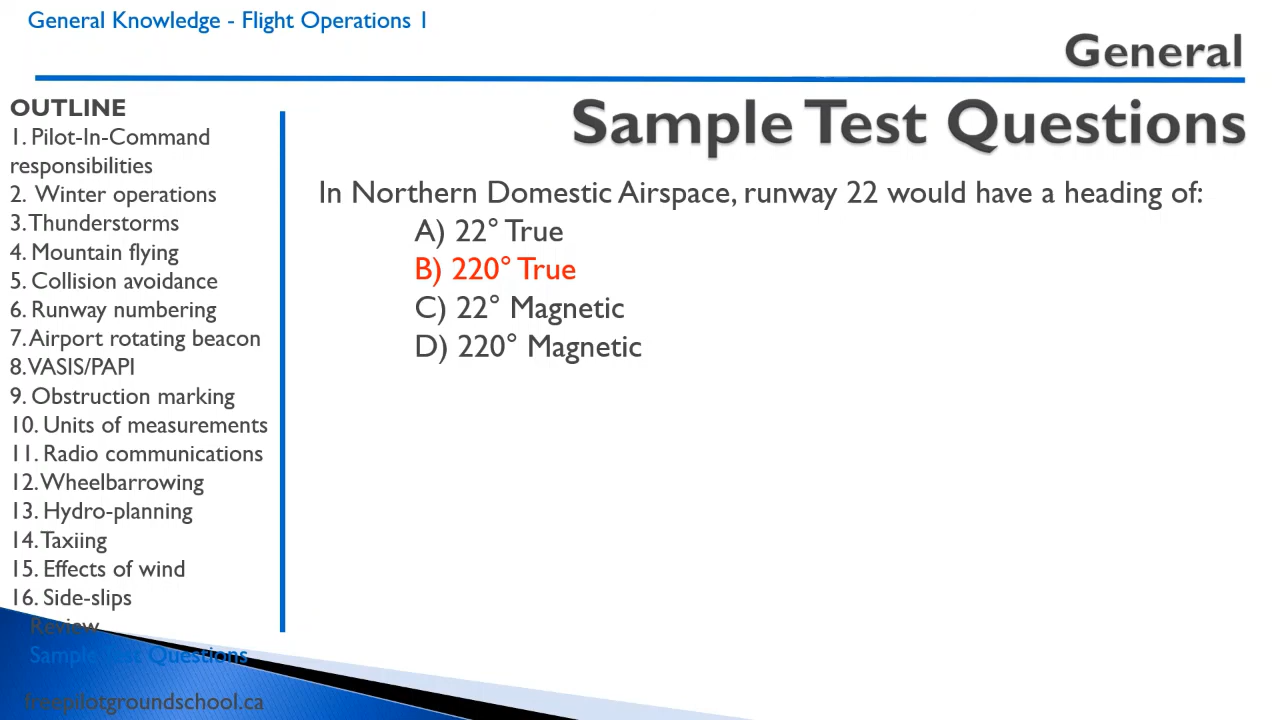 General Knowledge - Flight Operations 1
General
Sample Test Questions
OUTLINE
1. Pilot-In-Command
responsibilities
2. Winter operations
3. Thunderstorms
4. Mountain flying
5. Collision avoidance
6. Runway numbering
7. Airport rotating beacon
8. VASIS/PAPI
9. Obstruction marking
10. Units of measurements
11. Radio communications
12. Wheelbarrowing
13. Hydro-planning
14. Taxiing
15. Effects of wind
16. Side-slips
Review
Sample Test Questions
freepilotgroundschool.ca
In Northern Domestic Airspace, runway 22 would have a heading of:
A) 22° True
B) 220° True
C) 22° Magnetic
D) 220° Magnetic